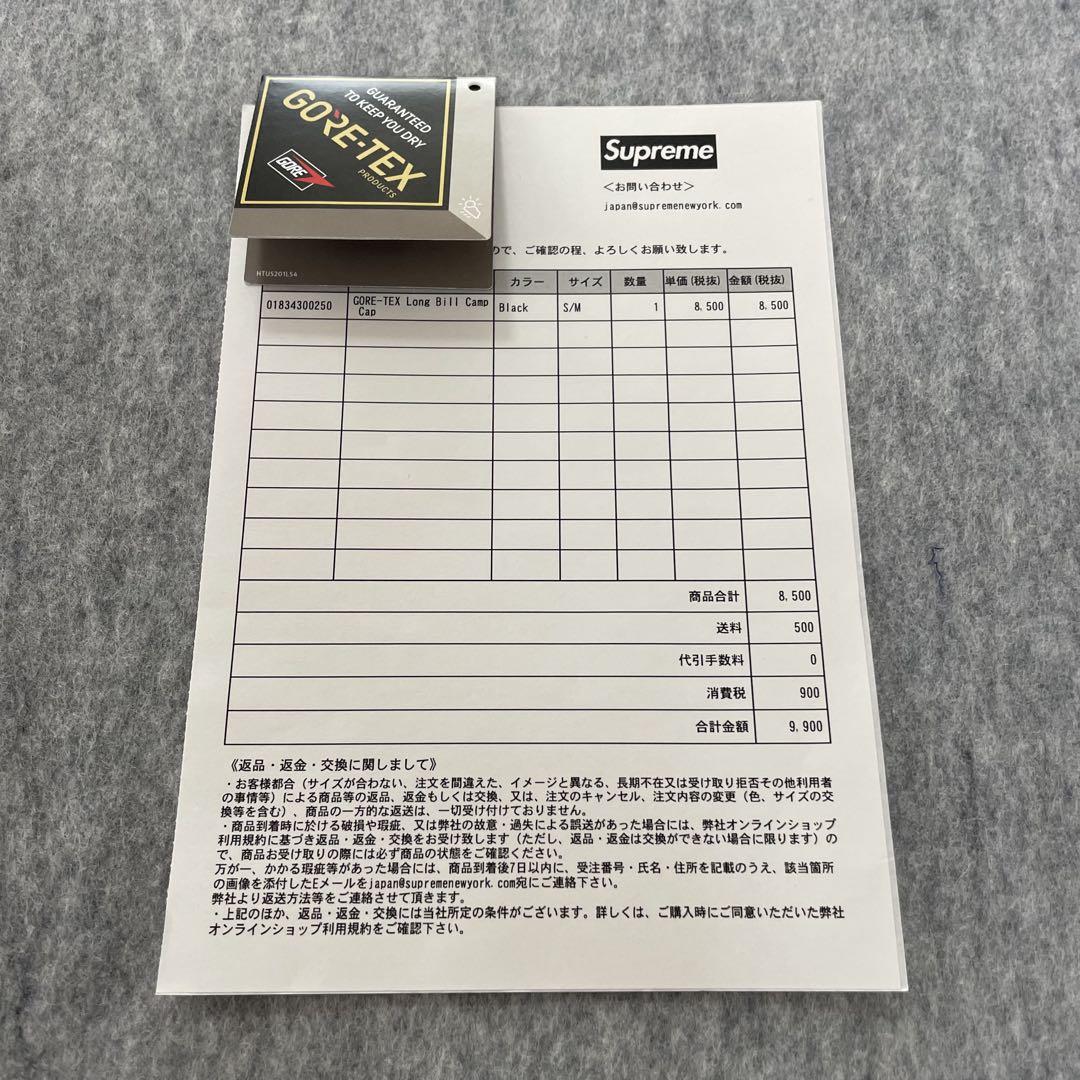 GUARANTEED
TO KEEP YOU DRY
GORE-TEX
PRODUCTS
GORE
HTUS201LS4
Supreme
<お問い合わせ>
japan@supremenewyork.com
ので、ご確認の程、よろしくお願い致します。
カラー サイズ 数量 単価(税抜) 金額(税抜)
01834300250 GORE-TEX Long Bill Camp Black S/M 1 8,500 8,500
Cap
商品合計 8,500
送料 500
代引手数料 0
消費税 900
合計金額 9,900
《返品・返金・交換に関しまして》
・お客様都合(サイズが合わない、注文を間違えた、イメージと異なる、長期不在又は受け取り拒否その他利用者
の事情等)による商品等の返品、返金もしくは交換、又は、注文のキャンセル、注文内容の変更(色、サイズの交
換等を含む)、商品の一方的な返送は、一切受け付けておりません。
・商品到着時に於ける破損や瑕疵、又は弊社の故意・過失による誤送があった場合には、弊社オンラインショップ
利用規約に基づき返品・返金・交換をお受け致します(ただし、返品・返金は交換ができない場合に限ります)の
で、商品お受け取りの際には必ず商品の状態をご確認ください。
万が一、かかる瑕疵等があった場合には、商品到着後7日以内に、受注番号・氏名・住所を記載のうえ、該当箇所
の画像を添付したEメールをjapan@supremenewyork.com宛にご連絡下さい。
弊社より返送方法等をご連絡させて頂きます。
・上記のほか、返品・返金・交換には当社所定の条件がございます。詳しくは、ご購入時にご同意いただいた弊社
オンラインショップ利用規約をご確認下さい。